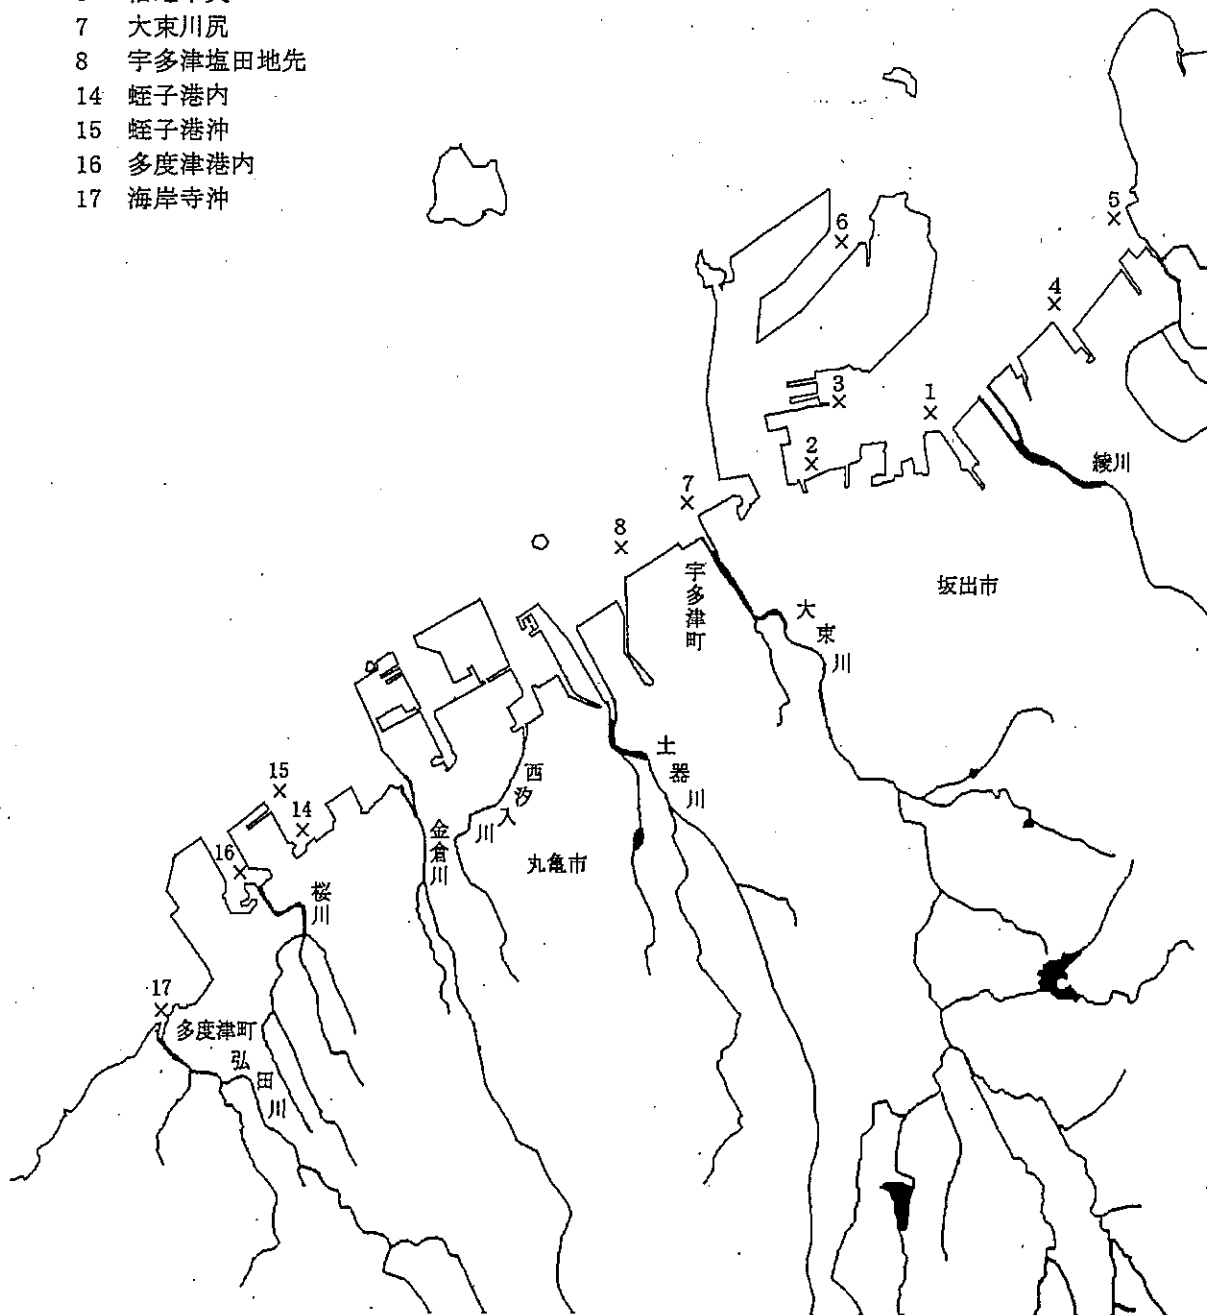 7 大束川尻
8 宇多津塩田地先
14 蛭子港内
15 蛭子港沖
16 多度津港内
17 海岸寺沖
5
6
4
3
1
2
綾川
7
8
宇多津町
坂出市
大束川
土器川
西汐入川
15
14
金倉川
丸亀市
16
桜川
17
多度津町
弘田川